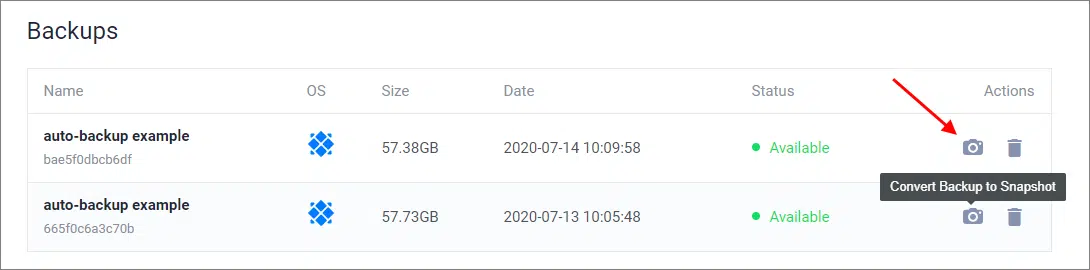 Backups
Name OS Size Date Status Actions
auto-backup example
bae5f0dbcb6df
57.38GB 2020-07-14 10:09:58 Available
Convert Backup to Snapshot
auto-backup example
665f0c6a3c70b
57.73GB 2020-07-13 10:05:48 Available